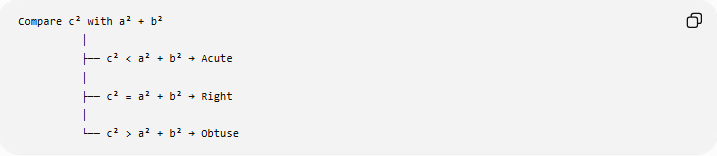 Compare c² with a² + b²
│
├── c² < a² + b² → Acute
│
├── c² = a² + b² → Right
│
└── c² > a² + b² → Obtuse